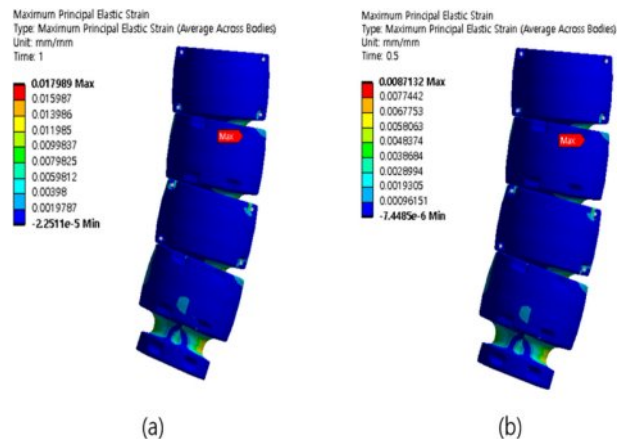 Maximum Principal Elastic Strain
Type: Maximum Principal Elastic Strain (Average Across Bodies)
Unit: mm/mm
Time: 1
0.017989 Max
0.015987
0.013986
0.011985
0.0099837
0.0079825
0.0059812
0.00398
0.0019787
-2.2511e-5 Min
Max
(a)
Maximum Principal Elastic Strain
Type: Maximum Principal Elastic Strain (Average Across Bodies)
Unit: mm/mm
Time: 0.5
0.0087132 Max
0.0077442
0.0067753
0.0058063
0.0048374
0.0038684
0.0028994
0.0019305
0.00096151
-7.4485e-6 Min
Max
(b)